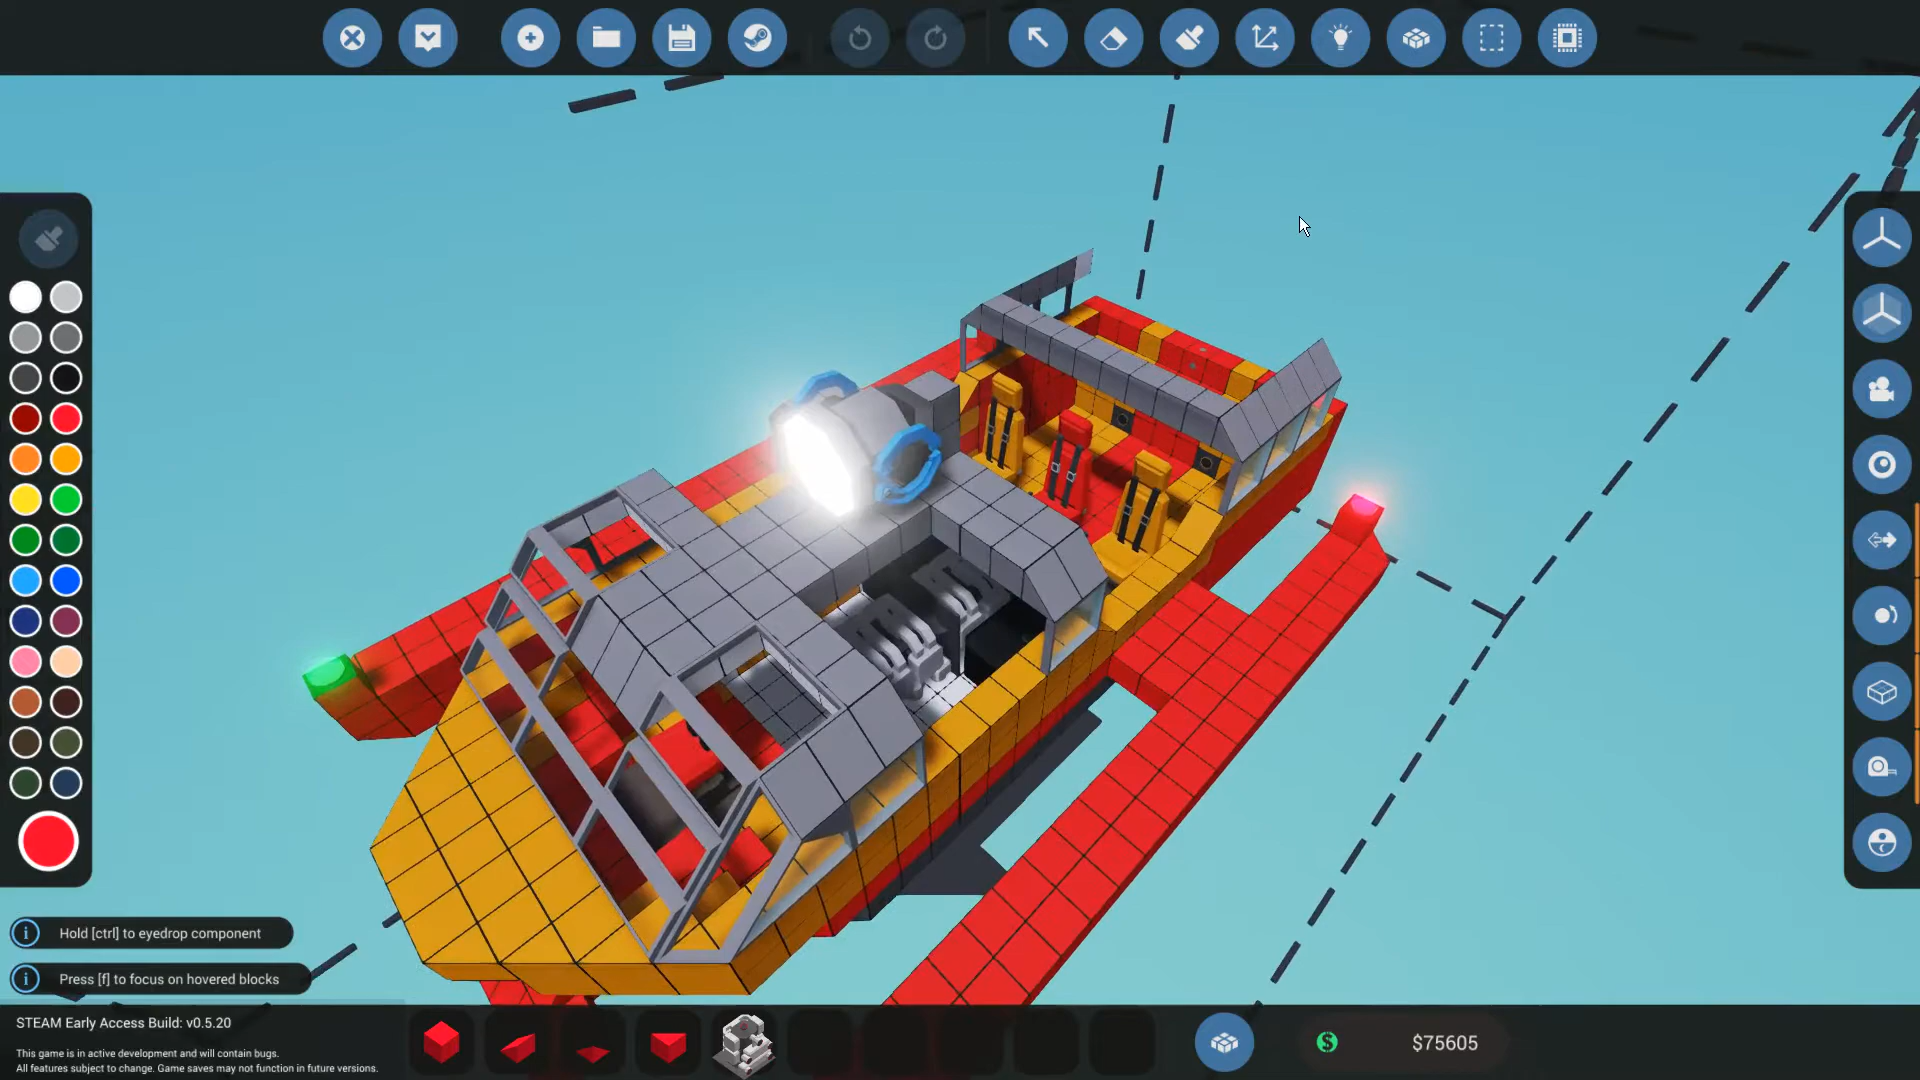 Hold [ctrl] to eyedrop component
Press [f] to focus on hovered blocks
STEAM Early Access Build: v0.5.20
This game is in active development and will contain bugs.
All features subject to change. Game saves may not function in future versions.
$ $75605